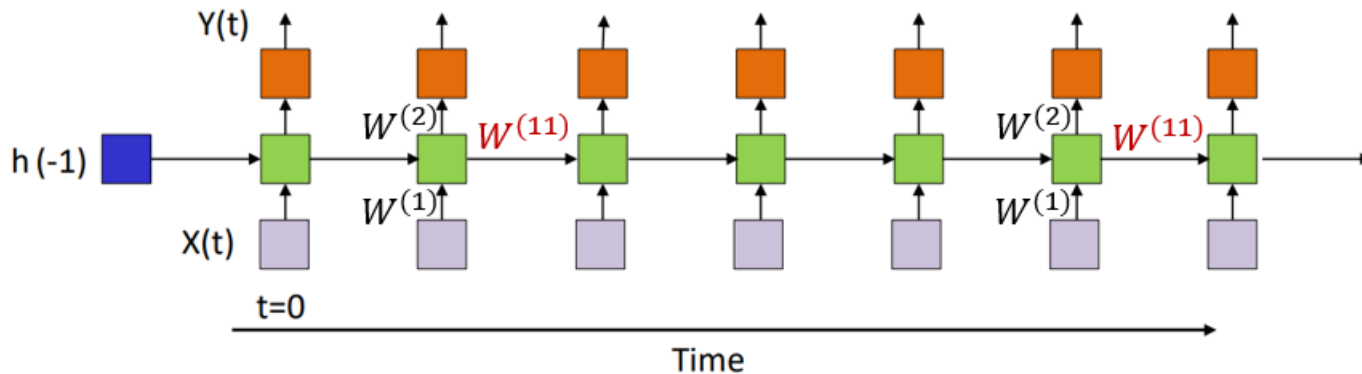 Y(t)
W^(2) W^(11) W^(2) W^(11)
h (-1)
W^(1) W^(1)
X(t)
t=0
Time